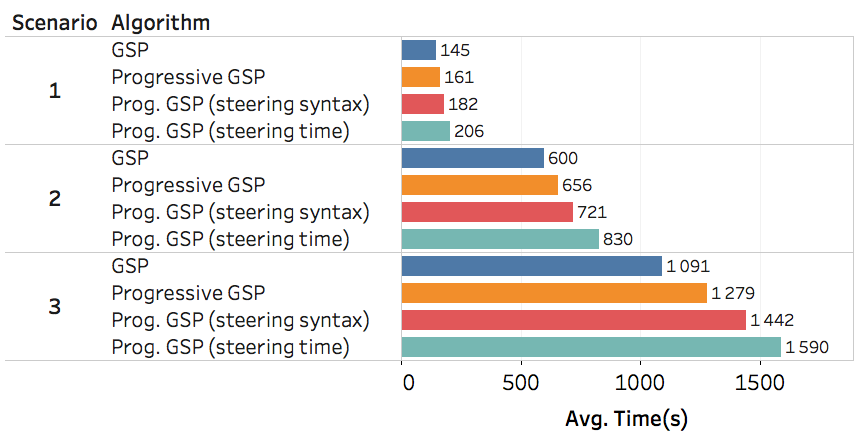 Scenario Algorithm
GSP 145
Progressive GSP 161
1
Prog. GSP (steering syntax) 182
Prog. GSP (steering time) 206
GSP 600
Progressive GSP 656
2
Prog. GSP (steering syntax) 721
Prog. GSP (steering time) 830
GSP 1 091
Progressive GSP 1 279
3
Prog. GSP (steering syntax) 1 442
Prog. GSP (steering time) 1 590
0 500 1000 1500
Avg. Time(s)